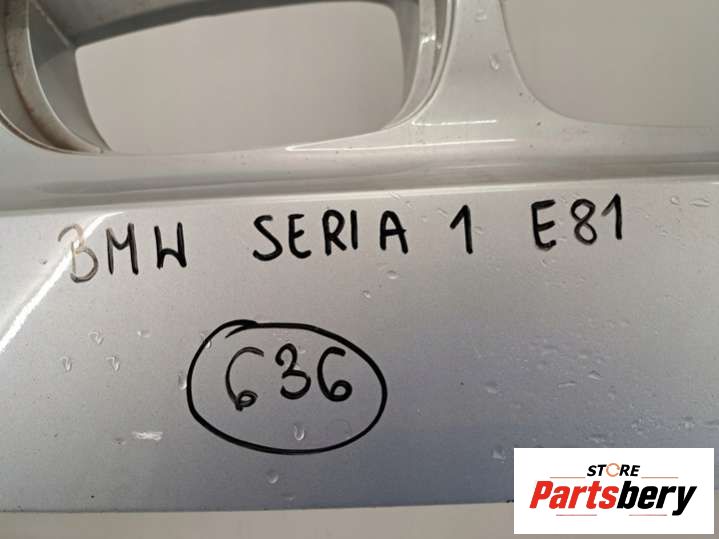 BMW SERIA 1 E81
636
STORE
Partsbery